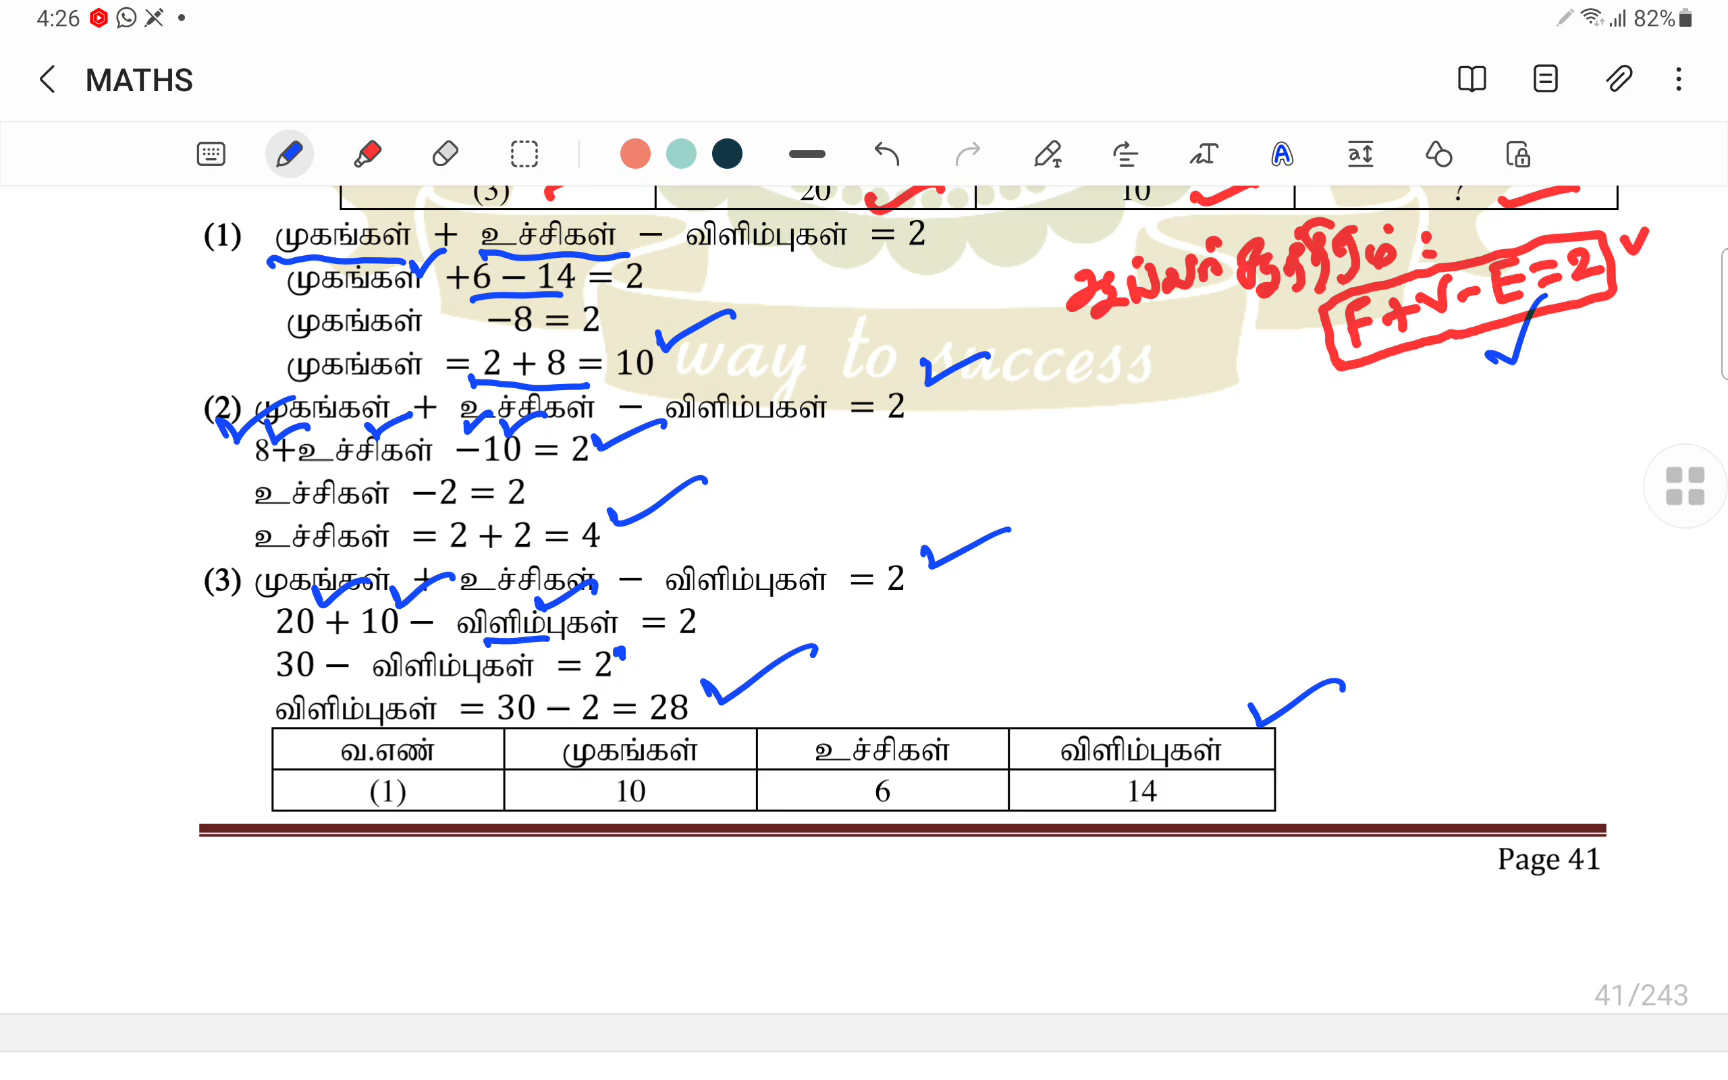 4:26
82%
MATHS
(3) 20 10 ?
(1) முகங்கள் + உச்சிகள் − விளிம்புகள் = 2
முகங்கள் +6 − 14 = 2
முகங்கள் −8 = 2
முகங்கள் = 2 + 8 = 10
ஆய்லர் சூத்திரம் :
F + V - E = 2
way to success
(2) முகங்கள் + உச்சிகள் − விளிம்பகள் = 2
8+உச்சிகள் −10 = 2
உச்சிகள் −2 = 2
உச்சிகள் = 2 + 2 = 4
(3) முகங்கள் + உச்சிகள் − விளிம்புகள் = 2
20 + 10 − விளிம்புகள் = 2
30 − விளிம்புகள் = 2
விளிம்புகள் = 30 − 2 = 28
வ.எண் முகங்கள் உச்சிகள் விளிம்புகள்
(1) 10 6 14
Page 41
41/243